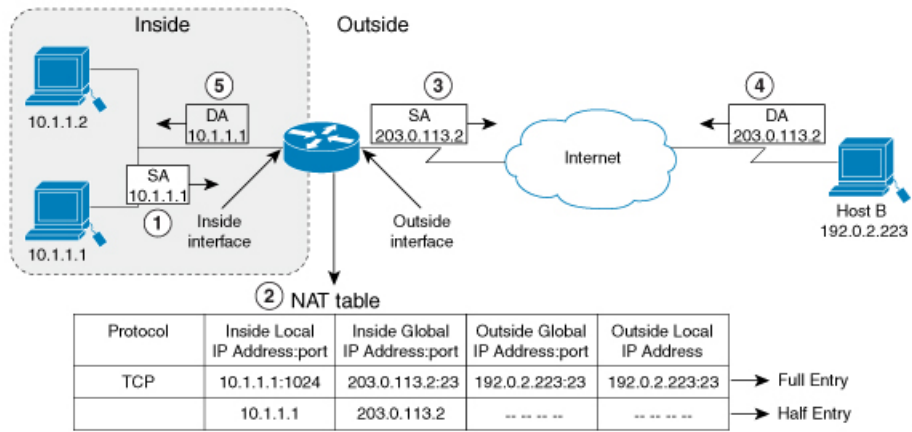 Inside
Outside
5
3
4
DA
10.1.1.1
SA
203.0.113.2
DA
203.0.113.2
10.1.1.2
Internet
SA
10.1.1.1
1
Inside
interface
Outside
interface
Host B
192.0.2.223
10.1.1.1
2 NAT table
Protocol
Inside Local
IP Address:port
Inside Global
IP Address:port
Outside Global
IP Address:port
Outside Local
IP Address
TCP 10.1.1.1:1024 203.0.113.2:23 192.0.2.223:23 192.0.2.223:23 Full Entry
10.1.1.1 203.0.113.2 -- -- -- -- -- -- -- -- Half Entry